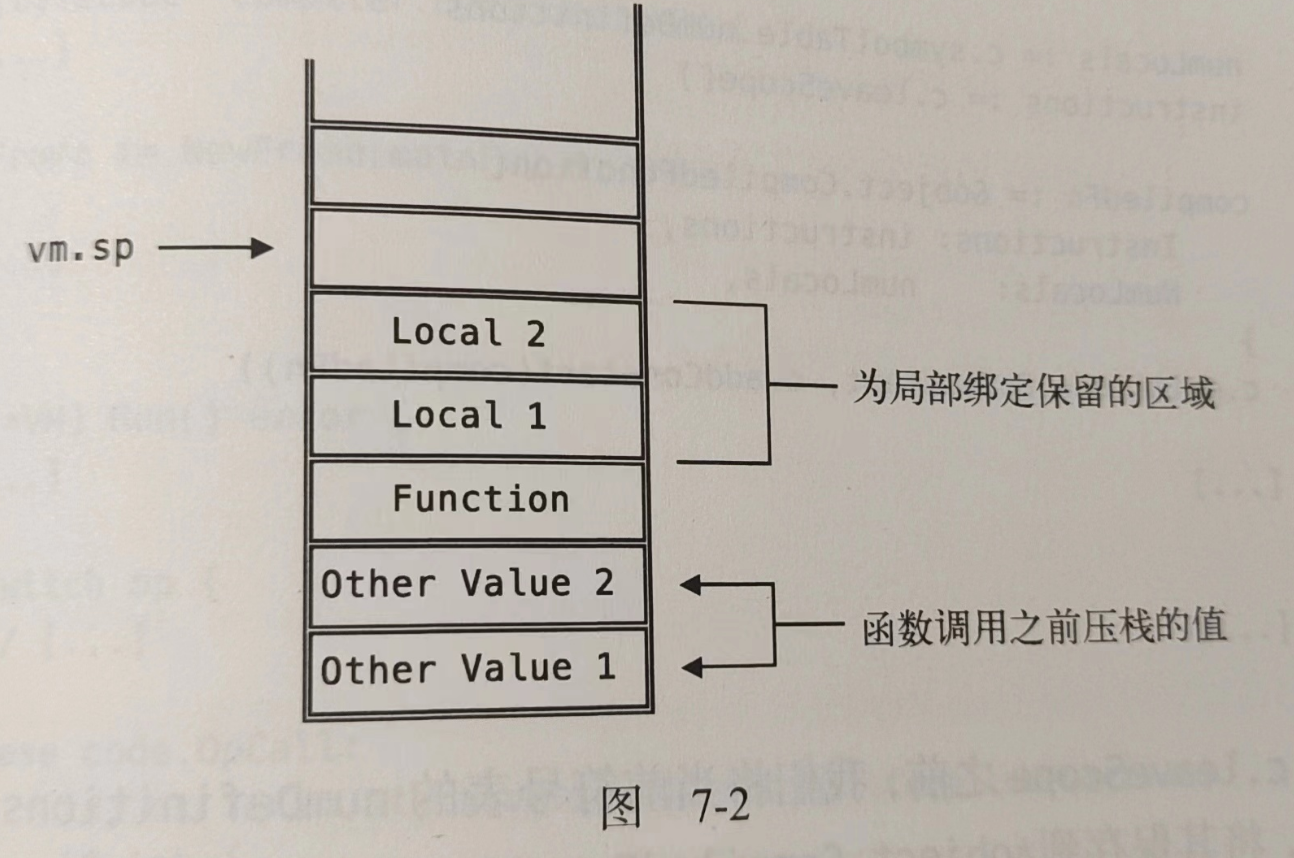 vm.sp
Local 2
为局部绑定保留的区域
Local 1
Function
Other Value 2
函数调用之前压栈的值
Other Value 1
图 7-2